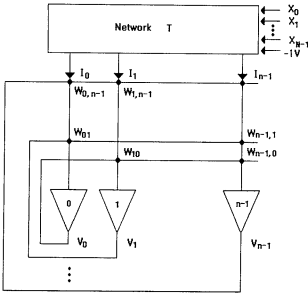 Network T
X0
X1
XN-1
-1V
I0
I1
In-1
W0,n-1
W1,n-1
W01
Wn-1,1
W10
Wn-1,0
0
1
n-1
V0
V1
Vn-1